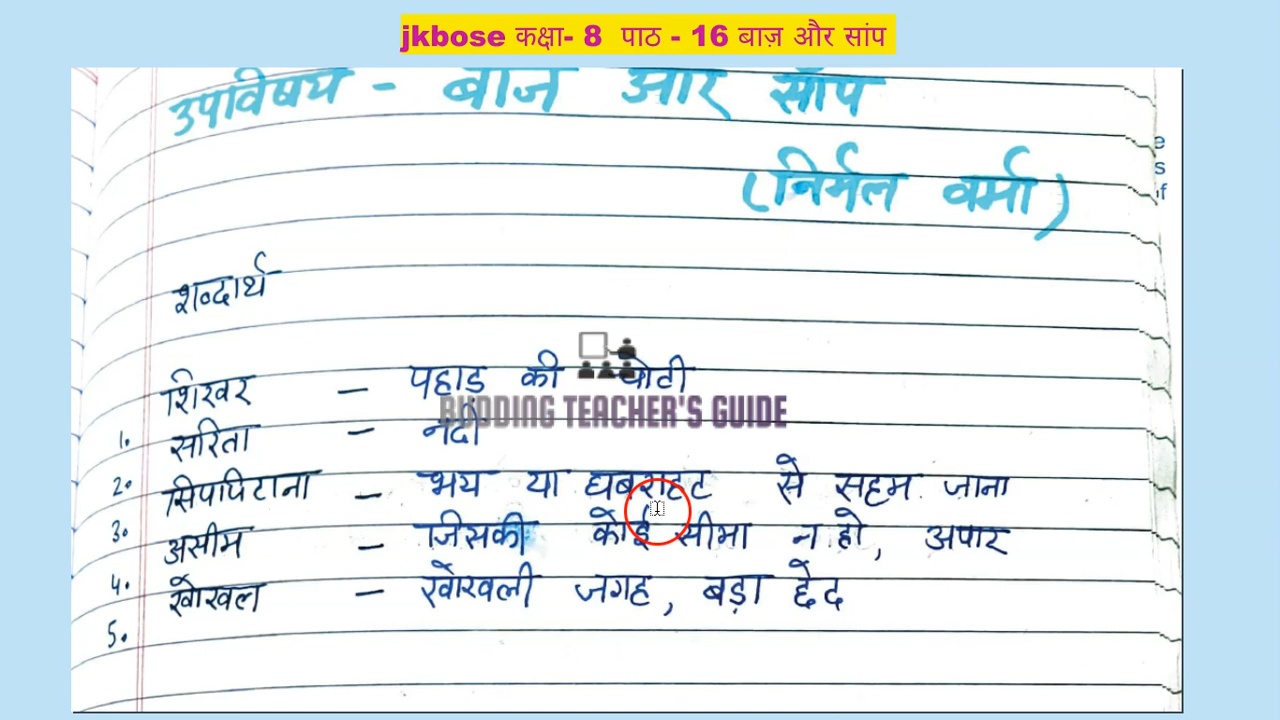 jkbose कक्षा- 8 पाठ - 16 बाज़ और सांप
उपविषय - बाज और साँप
(निर्मल वर्मा)
शब्दार्थ
1. शिखर – पहाड़ की चोटी
2. सरिता – नदी
3. सिपपिटाना – भय या घबराहट से सहम जाना
4. असीम – जिसकी कोई सीमा न हो, अपार
5. खोखल – खोखली जगह, बड़ा छेद
BUDDING TEACHER'S GUIDE
e
s
of